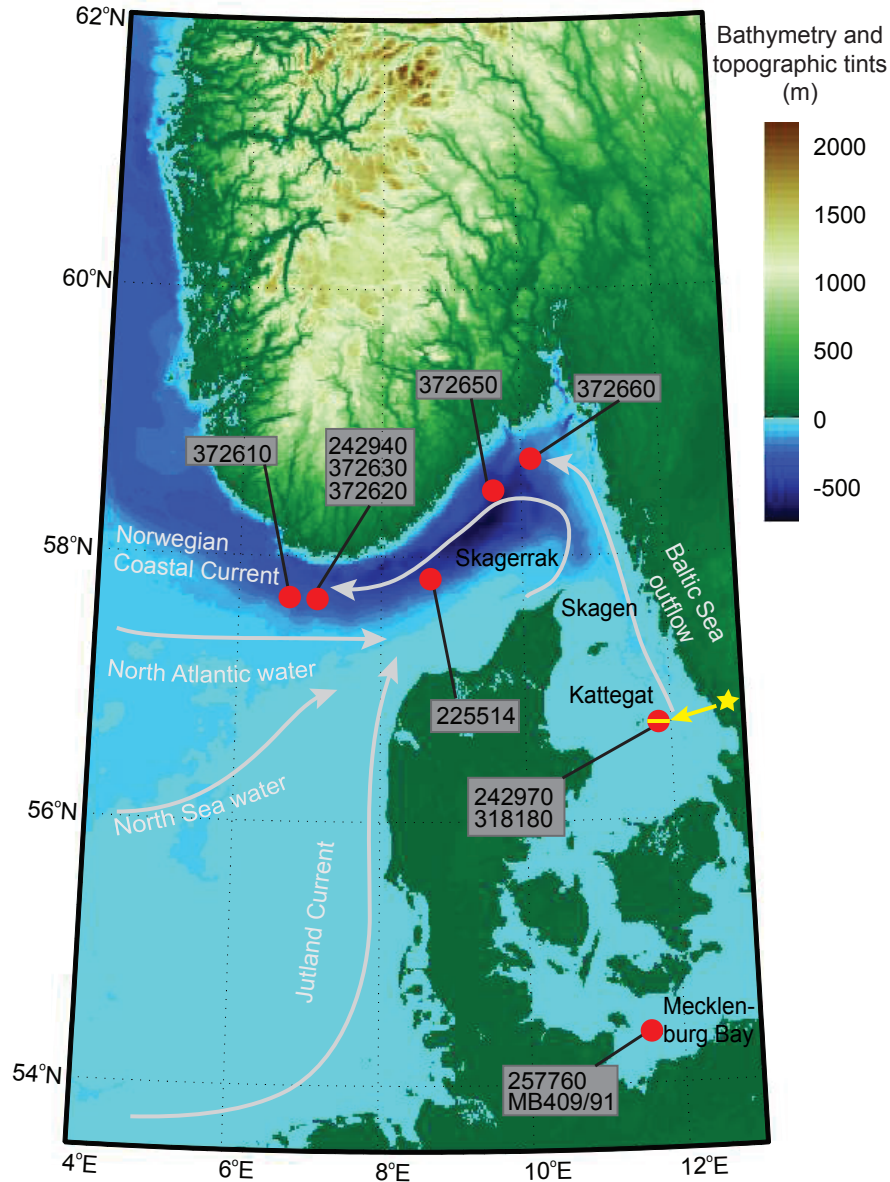 62°N
Bathymetry and
topographic tints
(m)
2000
1500
1000
500
0
-500
60°N
372650
372660
372610
242940
372630
372620
58°N
Norwegian
Coastal Current
Skagerrak
Baltic Sea
outflow
Skagen
North Atlantic water
Kattegat
225514
242970
318180
56°N
North Sea water
Jutland Current
Mecklen-
burg Bay
54°N
257760
MB409/91
4°E
6°E
8°E
10°E
12°E